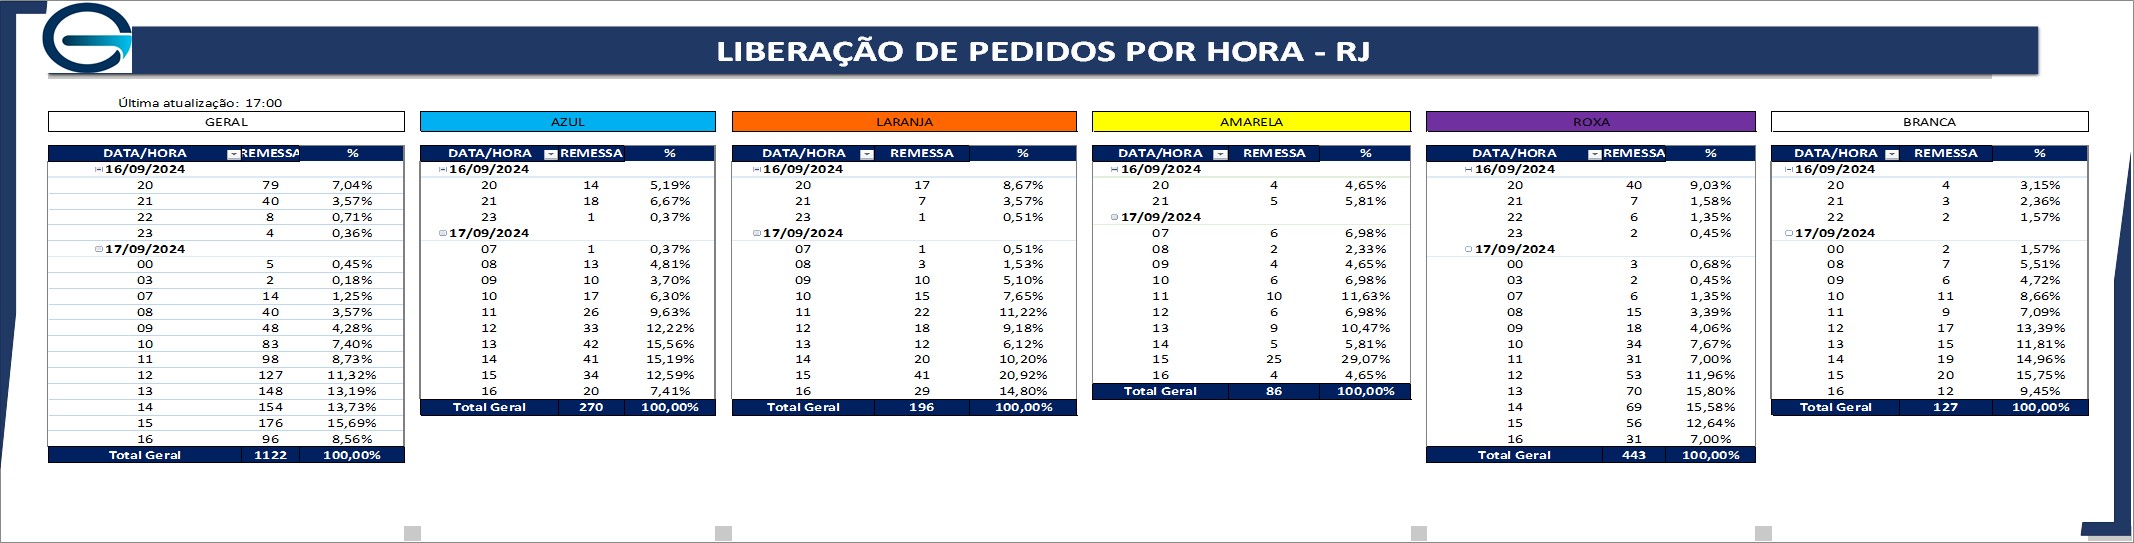 LIBERAÇÃO DE PEDIDOS POR HORA - RJ
Última atualização: 17:00
GERAL
DATA/HORA REMESSA %
16/09/2024
20 79 7,04%
21 40 3,57%
22 8 0,71%
23 4 0,36%
17/09/2024
00 5 0,45%
03 2 0,18%
07 14 1,25%
08 40 3,57%
09 48 4,28%
10 83 7,40%
11 98 8,73%
12 127 11,32%
13 148 13,19%
14 154 13,73%
15 176 15,69%
16 96 8,56%
Total Geral 1122 100,00%
AZUL
DATA/HORA REMESSA %
16/09/2024
20 14 5,19%
21 18 6,67%
23 1 0,37%
17/09/2024
07 1 0,37%
08 13 4,81%
09 10 3,70%
10 17 6,30%
11 26 9,63%
12 33 12,22%
13 42 15,56%
14 41 15,19%
15 34 12,59%
16 20 7,41%
Total Geral 270 100,00%
LARANJA
DATA/HORA REMESSA %
16/09/2024
20 17 8,67%
21 7 3,57%
23 1 0,51%
17/09/2024
07 1 0,51%
08 3 1,53%
09 10 5,10%
10 15 7,65%
11 22 11,22%
12 18 9,18%
13 12 6,12%
14 20 10,20%
15 41 20,92%
16 29 14,80%
Total Geral 196 100,00%
AMARELA
DATA/HORA REMESSA %
16/09/2024
20 4 4,65%
21 5 5,81%
17/09/2024
07 6 6,98%
08 2 2,33%
09 4 4,65%
10 6 6,98%
11 10 11,63%
12 6 6,98%
13 9 10,47%
14 5 5,81%
15 25 29,07%
16 4 4,65%
Total Geral 86 100,00%
ROXA
DATA/HORA REMESSA %
16/09/2024
20 40 9,03%
21 7 1,58%
22 6 1,35%
23 2 0,45%
17/09/2024
00 3 0,68%
03 2 0,45%
07 6 1,35%
08 15 3,39%
09 18 4,06%
10 34 7,67%
11 31 7,00%
12 53 11,96%
13 70 15,80%
14 69 15,58%
15 56 12,64%
16 31 7,00%
Total Geral 443 100,00%
BRANCA
DATA/HORA REMESSA %
16/09/2024
20 4 3,15%
21 3 2,36%
22 2 1,57%
17/09/2024
00 2 1,57%
08 7 5,51%
09 6 4,72%
10 11 8,66%
11 9 7,09%
12 17 13,39%
13 15 11,81%
14 19 14,96%
15 20 15,75%
16 12 9,45%
Total Geral 127 100,00%